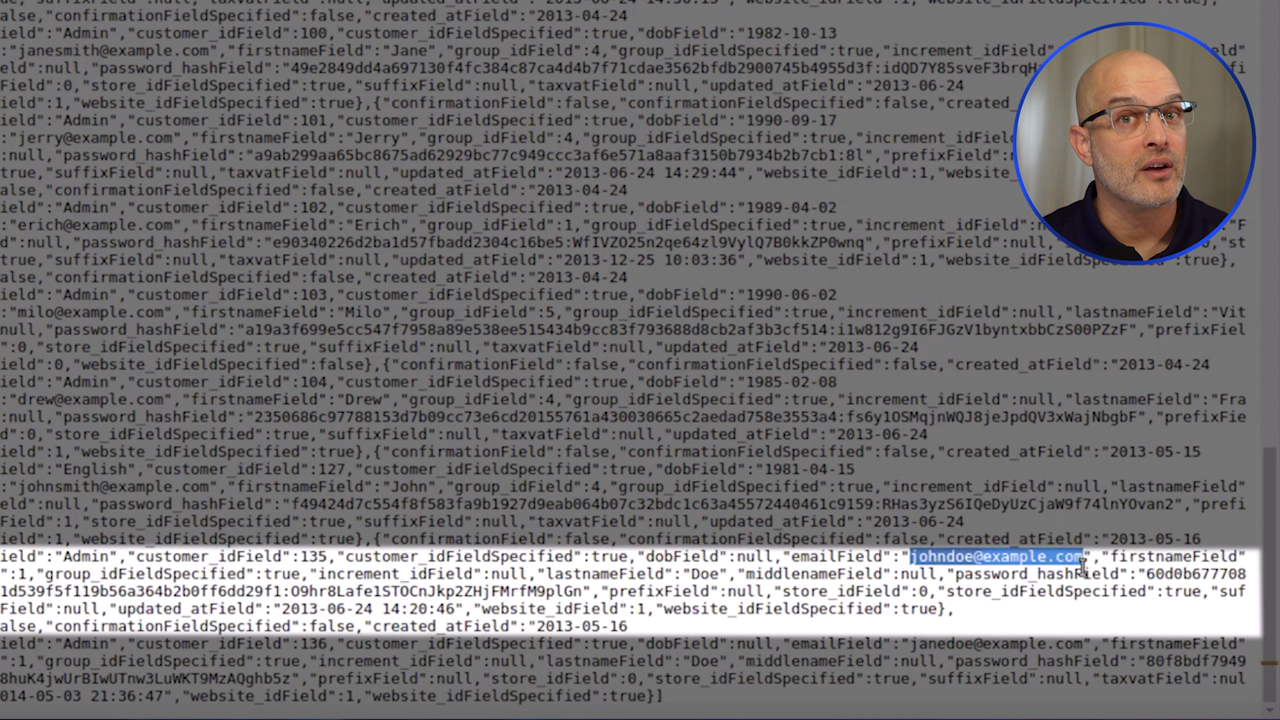 alse,"confirmationFieldSpecified":false,"created_atField":"2013-04-24
ield":"Admin","customer_idField":100,"customer_idFieldSpecified":true,"dobField":"1982-10-13
:"janesmith@example.com","firstnameField":"Jane","group_idField":4,"group_idFieldSpecified":true,"increment_idField"
eld":null,"password_hashField":"49e2849dd4a697130f4fc384c87ca4d4b7f71cdae3562bfdb2900745b4955d3f:idQD7Y85sveF3brqH
Field":0,"store_idFieldSpecified":true,"suffixField":null,"taxvatField":null,"updated_atField":"2013-06-24
ield":1,"website_idFieldSpecified":true},{"confirmationField":false,"confirmationFieldSpecified":false,"created_
ield":"Admin","customer_idField":101,"customer_idFieldSpecified":true,"dobField":"1990-09-17
:"jerry@example.com","firstnameField":"Jerry","group_idField":4,"group_idFieldSpecified":true,"increment_idField
:null,"password_hashField":"a9ab299aa65bc8675ad62929bc77c949ccc3af6e571a8aaf3150b7934b2b7cb1:8l","prefixField
true,"suffixField":null,"taxvatField":null,"updated_atField":"2013-06-24 14:29:44","website_idField":1,"website_id
alse,"confirmationFieldSpecified":false,"created_atField":"2013-04-24
ield":"Admin","customer_idField":102,"customer_idFieldSpecified":true,"dobField":"1989-04-02
:"erich@example.com","firstnameField":"Erich","group_idField":1,"group_idFieldSpecified":true,"increment_idField":n
d":null,"password_hashField":"e90340226d2ba1d57fbadd2304c16be5:WfIVZO25n2qe64zl9VylQ7B0kkZP0wnq","prefixField":null
true,"suffixField":null,"taxvatField":null,"updated_atField":"2013-12-25 10:03:36","website_idField":1,"website_idFieldSpecified":true},
alse,"confirmationFieldSpecified":false,"created_atField":"2013-04-24
ield":"Admin","customer_idField":103,"customer_idFieldSpecified":true,"dobField":"1990-06-02
:"milo@example.com","firstnameField":"Milo","group_idField":5,"group_idFieldSpecified":true,"increment_idField":null,"lastnameField":"Vit
null,"password_hashField":"a19a3f699e5cc547f7958a89e538ee515434b9cc83f793688d8cb2af3b3cf514:i1w812g9I6FJGzV1byntxbbCzS00PZzF","prefixFiel
":0,"store_idFieldSpecified":true,"suffixField":null,"taxvatField":null,"updated_atField":"2013-06-24
ield":0,"website_idFieldSpecified":false},{"confirmationField":false,"confirmationFieldSpecified":false,"created_atField":"2013-04-24
ield":"Admin","customer_idField":104,"customer_idFieldSpecified":true,"dobField":"1985-02-08
:"drew@example.com","firstnameField":"Drew","group_idField":4,"group_idFieldSpecified":true,"increment_idField":null,"lastnameField":"Fra
:null,"password_hashField":"2350686c97788153d7b09cc73e6cd20155761a430030665c2aedad758e3553a4:fs6y1OSMqjnWQJ8jeJpdQV3xWajNbgbF","prefixFie
d":0,"store_idFieldSpecified":true,"suffixField":null,"taxvatField":null,"updated_atField":"2013-06-24
ield":1,"website_idFieldSpecified":true},{"confirmationField":false,"confirmationFieldSpecified":false,"created_atField":"2013-05-15
ield":"English","customer_idField":127,"customer_idFieldSpecified":true,"dobField":"1981-04-15
:"johnsmith@example.com","firstnameField":"John","group_idField":4,"group_idFieldSpecified":true,"increment_idField":null,"lastnameField"
eld":null,"password_hashField":"f49424d7c554f8f583fa9b1927d9eab064b07c32bdc1c63a45572440461c9159:RHas3yzS6IQeDyUzCjaW9f74lnYOvan2","prefi
Field":1,"store_idFieldSpecified":true,"suffixField":null,"taxvatField":null,"updated_atField":"2013-06-24
ield":1,"website_idFieldSpecified":true},{"confirmationField":false,"confirmationFieldSpecified":false,"created_atField":"2013-05-16
ield":"Admin","customer_idField":135,"customer_idFieldSpecified":true,"dobField":null,"emailField":"johndoe@example.com","firstnameField"
":1,"group_idFieldSpecified":true,"increment_idField":null,"lastnameField":"Doe","middlenameField":null,"password_hashField":"60d0b677708
1d539f5f119b56a364b2b0ff6dd29f1:O9hr8Lafe1STOCnJkp2ZHjFMrfM9plGn","prefixField":null,"store_idField":0,"store_idFieldSpecified":true,"suf
Field":null,"updated_atField":"2013-06-24 14:20:46","website_idField":1,"website_idFieldSpecified":true},
alse,"confirmationFieldSpecified":false,"created_atField":"2013-05-16
ield":"Admin","customer_idField":136,"customer_idFieldSpecified":true,"dobField":null,"emailField":"janedoe@example.com","firstnameField"
":1,"group_idFieldSpecified":true,"increment_idField":null,"lastnameField":"Doe","middlenameField":null,"password_hashField":"80f8bdf7949
8huK4jwUrBIwUTnw3LuWKT9MzAQghb5z","prefixField":null,"store_idField":0,"store_idFieldSpecified":true,"suffixField":null,"taxvatField":nul
014-05-03 21:36:47","website_idField":1,"website_idFieldSpecified":true}]